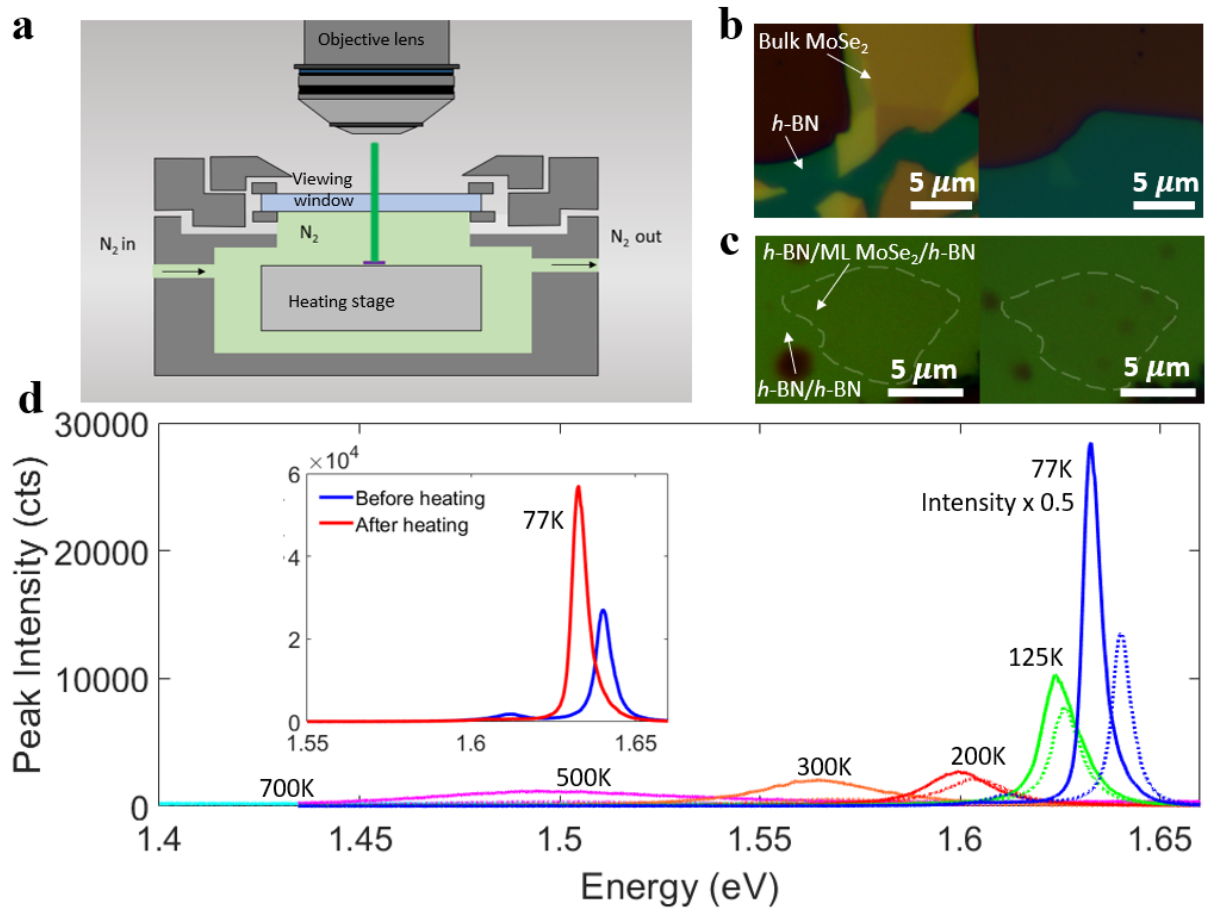 a
Objective lens
Viewing
window
N₂ in
N₂
N₂ out
Heating stage
b
Bulk MoSe₂
h-BN
5 μm
5 μm
c
h-BN/ML MoSe₂/h-BN
h-BN/h-BN
5 μm
5 μm
d
30000
20000
10000
0
Peak Intensity (cts)
×10⁴
6
4
2
0
Before heating
After heating
77K
1.55
1.6
1.65
77K
Intensity x 0.5
125K
200K
300K
500K
700K
1.4
1.45
1.5
1.55
1.6
1.65
Energy (eV)